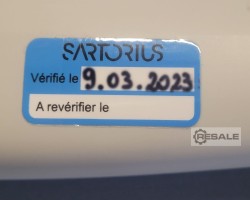 SARTORIUS
Vérifié le 9.03.2023
A revérifier le
RESALE